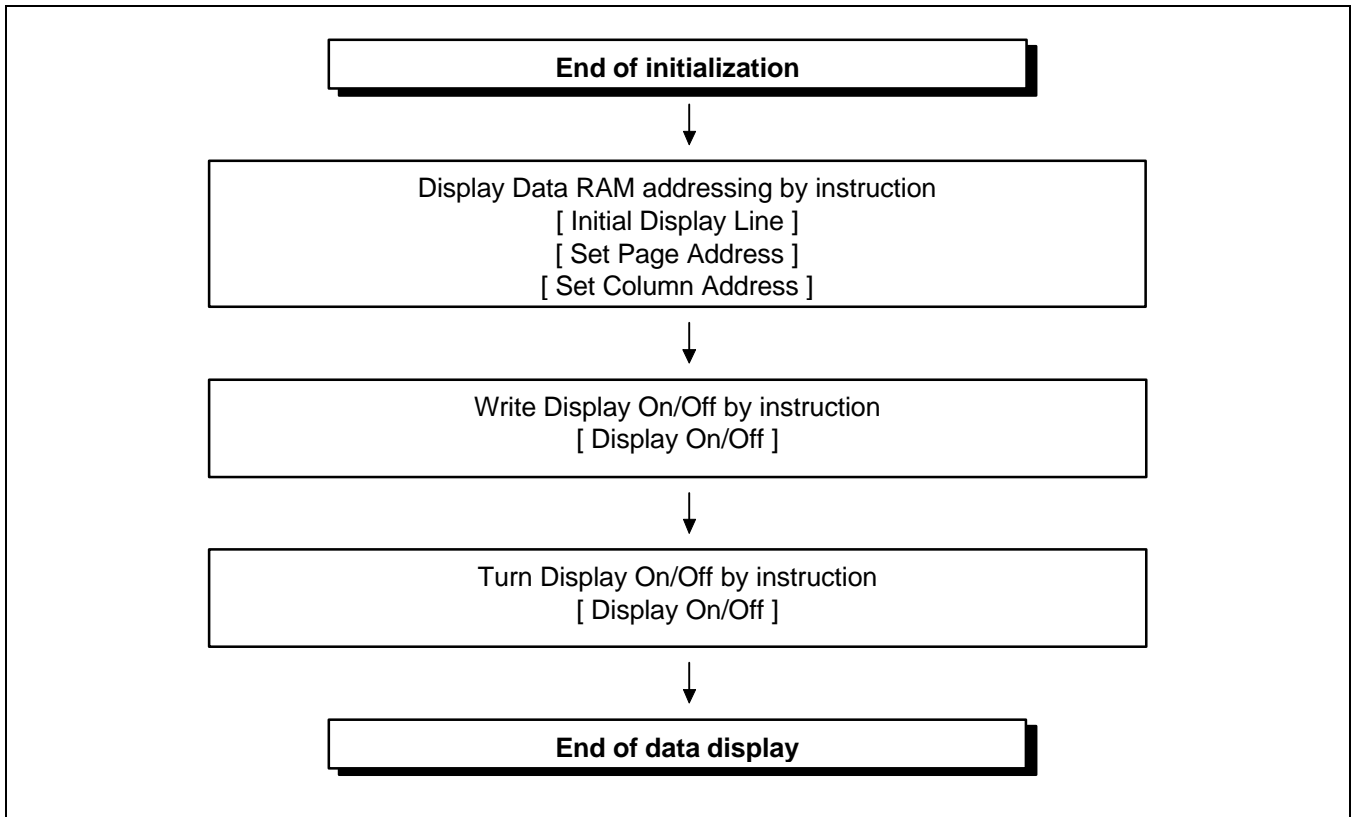 End of initialization
Display Data RAM addressing by instruction
[ Initial Display Line ]
[ Set Page Address ]
[ Set Column Address ]
Write Display On/Off by instruction
[ Display On/Off ]
Turn Display On/Off by instruction
[ Display On/Off ]
End of data display